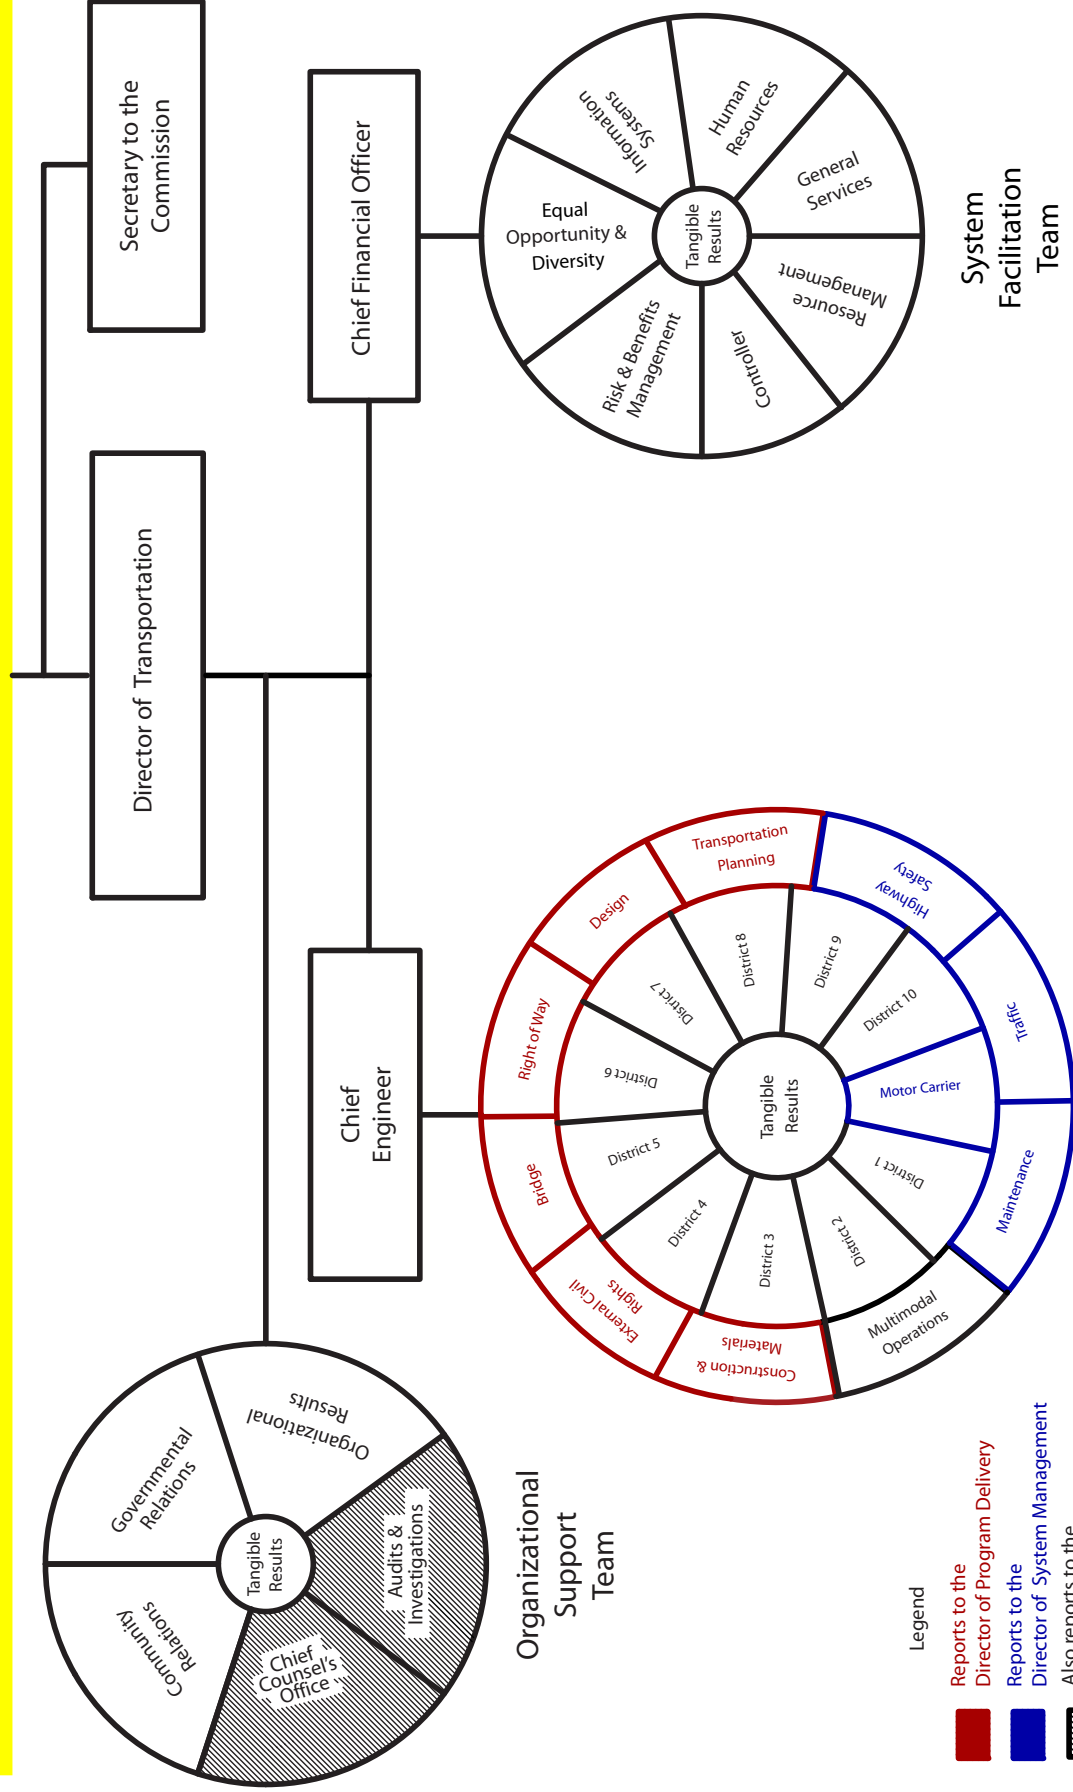 Secretary to the
Commission
Director of Transportation
Chief Financial Officer
Chief
Engineer
Community
Relations
Governmental
Relations
Organizational
Results
Audits &
Investigations
Chief
Counsel's
Office
Tangible
Results
Organizational
Support
Team
Bridge
Right of Way
Design
Transportation
Planning
Highway
Safety
Traffic
Maintenance
Multimodal
Operations
Construction &
Materials
External Civil
Rights
District 5
District 6
District 7
District 8
District 9
District 10
Motor Carrier
District 1
District 2
District 3
District 4
Tangible
Results
Equal
Opportunity &
Diversity
Information
Systems
Human
Resources
General
Services
Resource
Management
Controller
Risk & Benefits
Management
Tangible
Results
System
Facilitation
Team
Legend
Reports to the
Director of Program Delivery
Reports to the
Director of System Management
Also reports to the